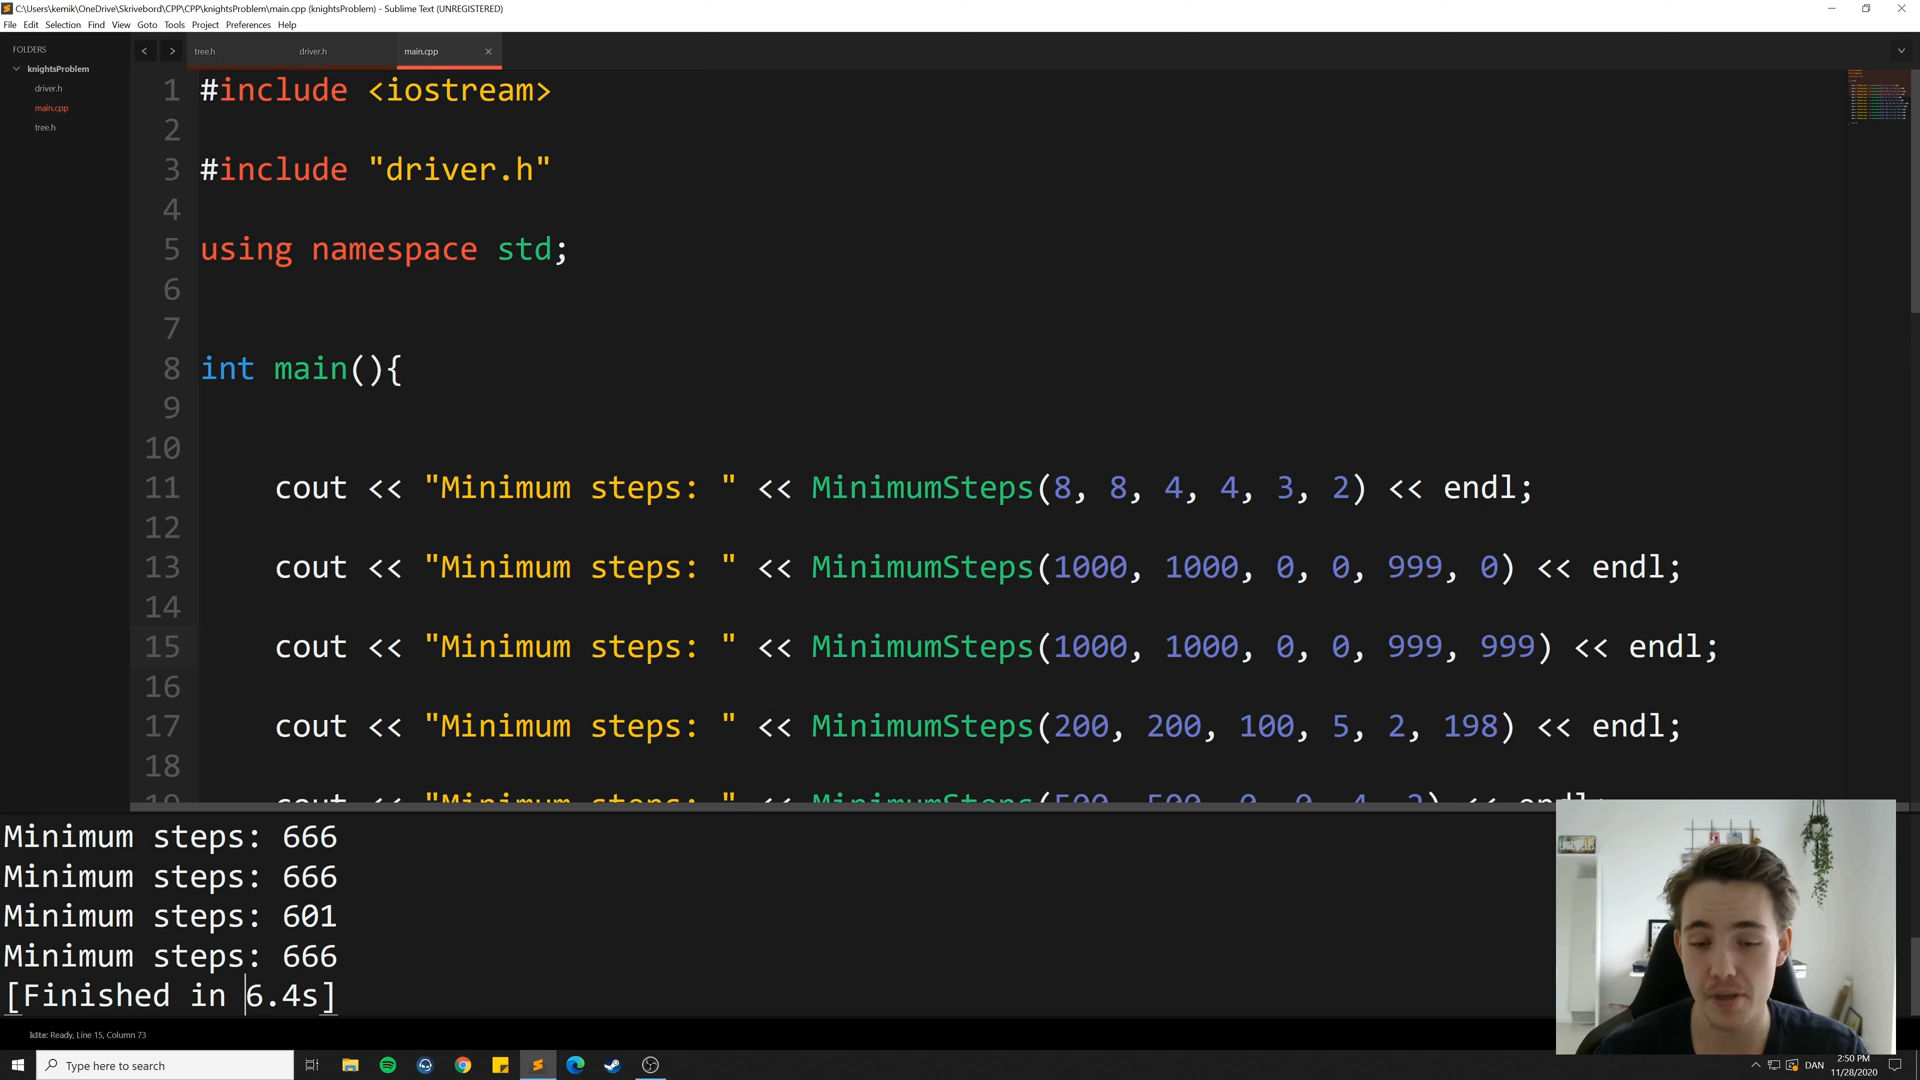 C:\Users\kemik\OneDrive\Skrivebord\CPP\CPP\knightsProblem\main.cpp (knightsProblem) - Sublime Text (UNREGISTERED)
File Edit Selection Find View Goto Tools Project Preferences Help
FOLDERS
knightsProblem
driver.h
main.cpp
tree.h
tree.h driver.h main.cpp
1 #include <iostream>
2
3 #include "driver.h"
4
5 using namespace std;
6
7
8 int main(){
9
10
11 cout << "Minimum steps: " << MinimumSteps(8, 8, 4, 4, 3, 2) << endl;
12
13 cout << "Minimum steps: " << MinimumSteps(1000, 1000, 0, 0, 999, 0) << endl;
14
15 cout << "Minimum steps: " << MinimumSteps(1000, 1000, 0, 0, 999, 999) << endl;
16
17 cout << "Minimum steps: " << MinimumSteps(200, 200, 100, 5, 2, 198) << endl;
18
19 cout << "Minimum steps: " << MinimumSteps(500, 500, 0, 0, 4, 2) << endl;
Minimum steps: 666
Minimum steps: 666
Minimum steps: 601
Minimum steps: 666
[Finished in 6.4s]
Ready, Line 15, Column 73
Type here to search
DAN
2:50 PM
11/28/2020